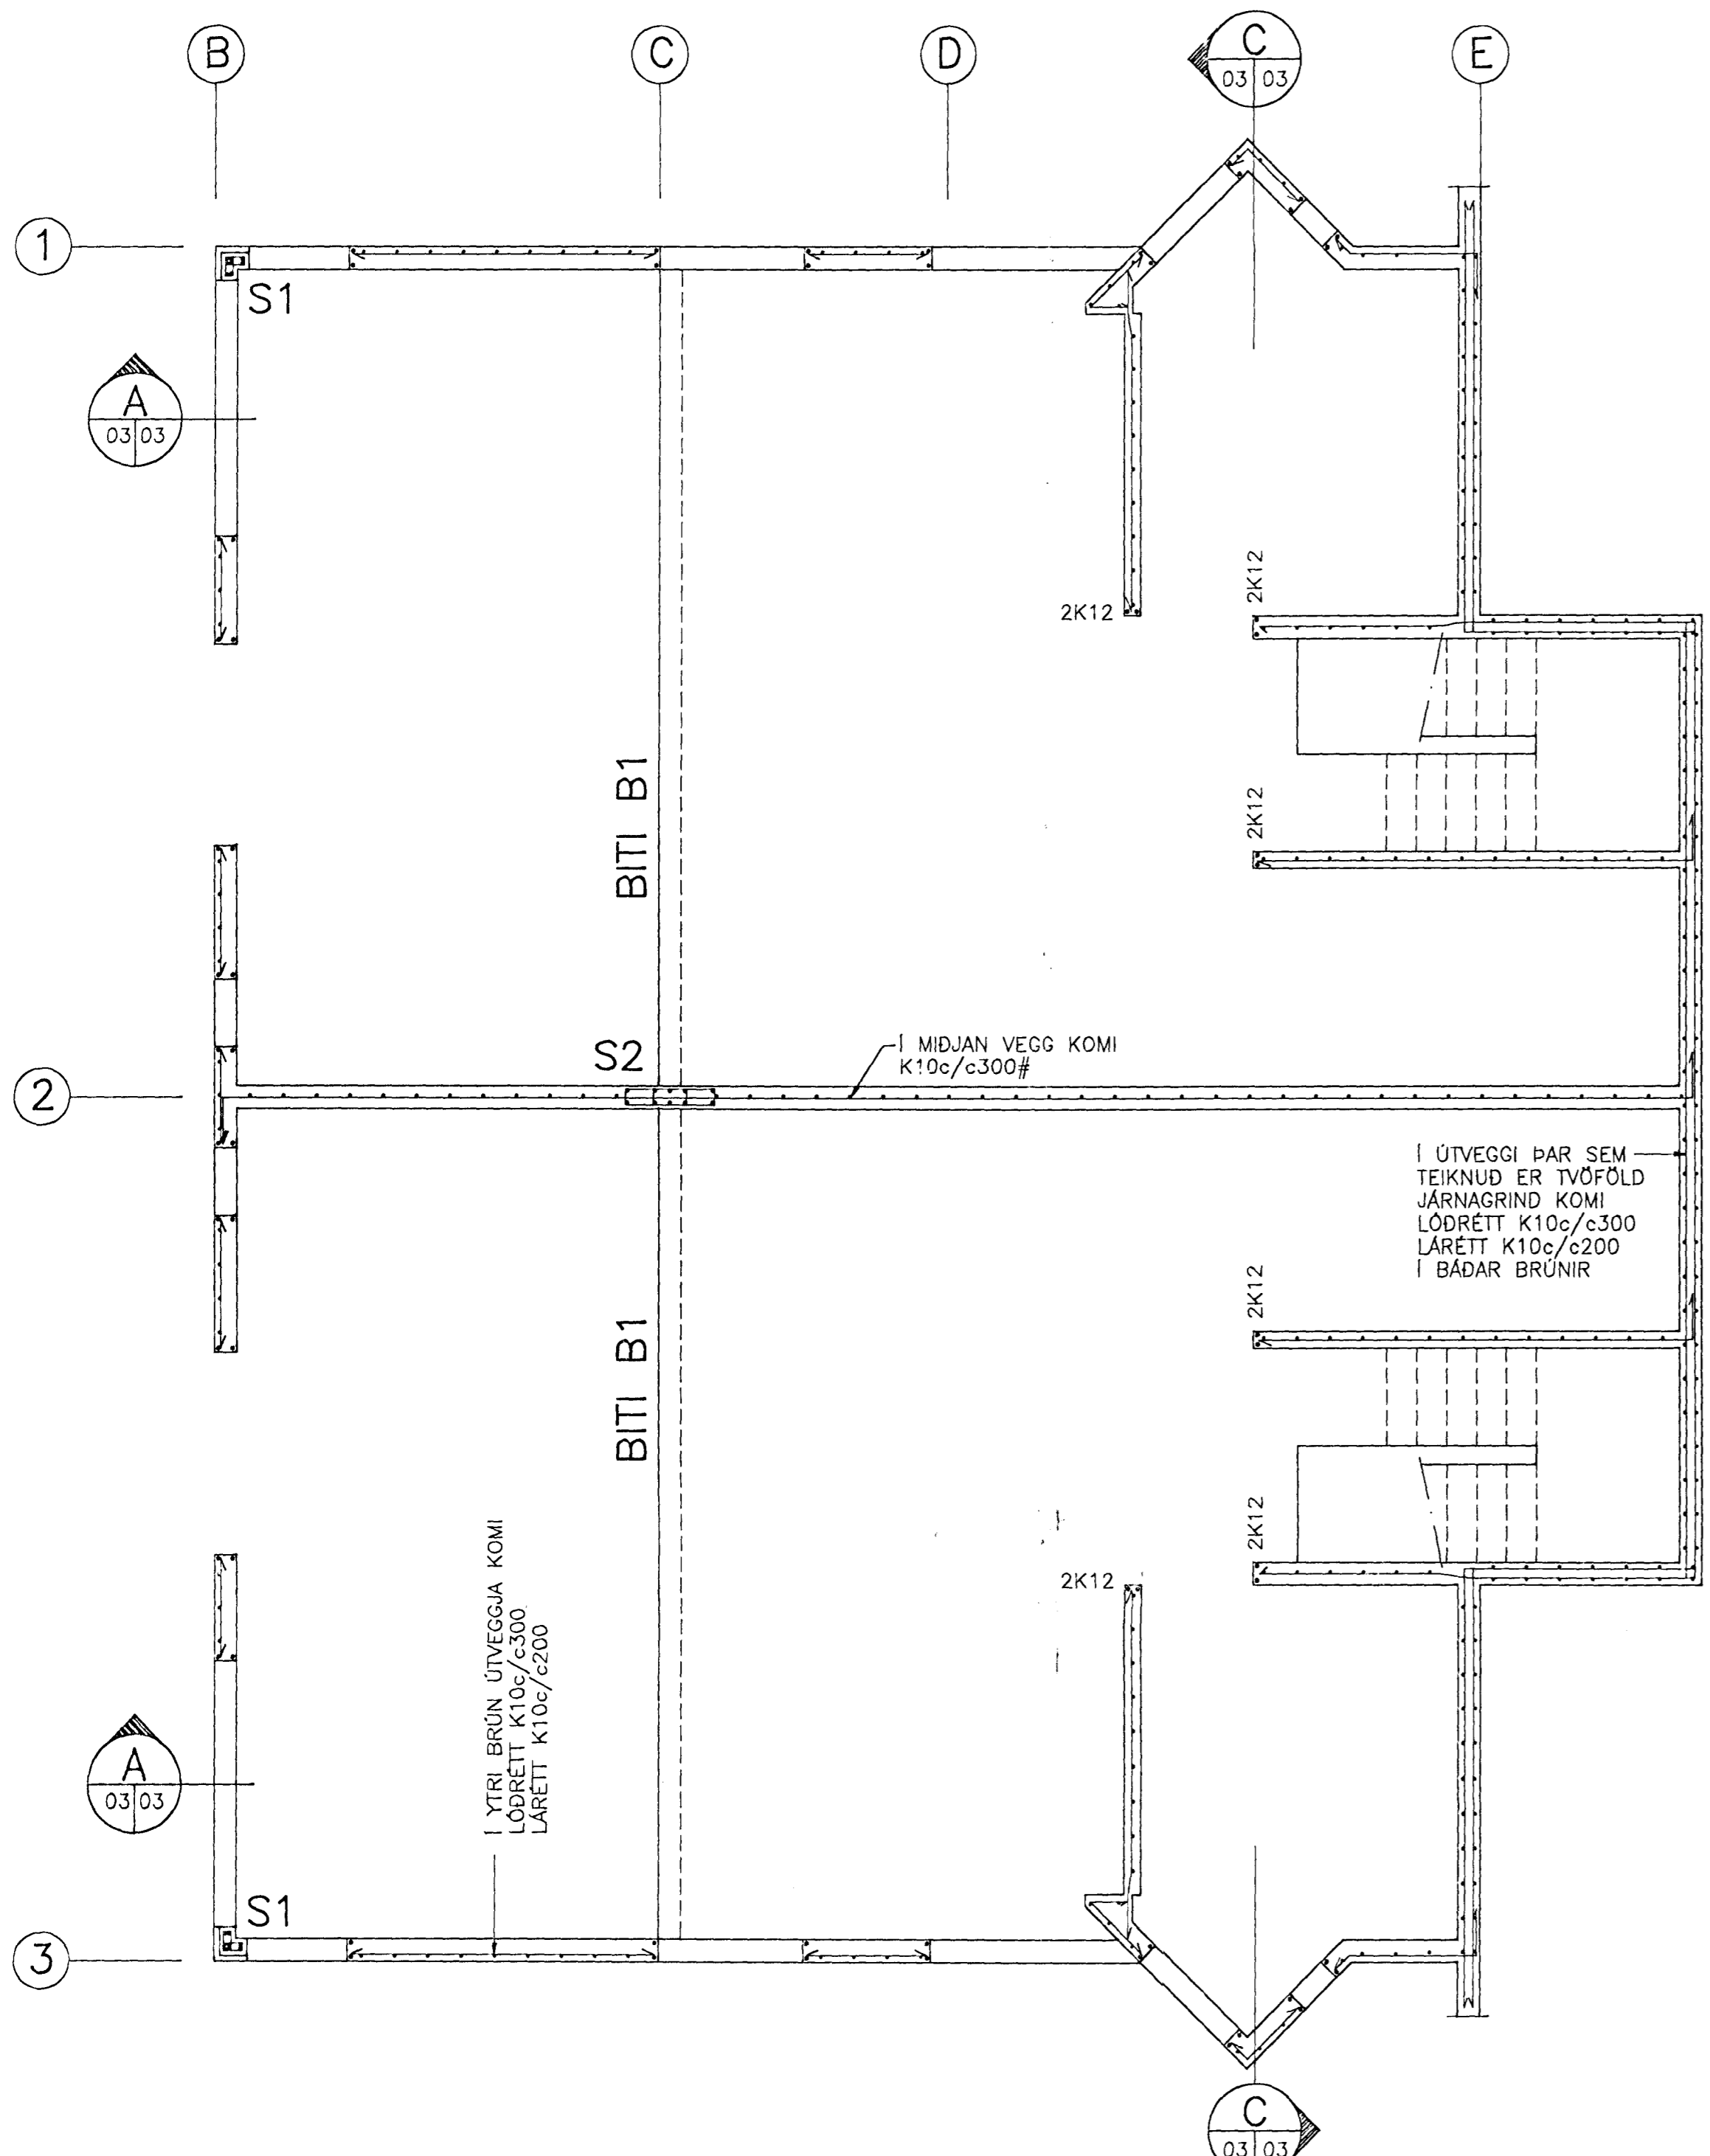 B
C
D
C
03 03
E
1
S1
A
03 03
2K12
2K12
BITI B1
2K12
S2
Í MIÐJAN VEGG KOMI
K10c/c300#
2
Í ÚTVEGGI ÞAR SEM
TEIKNUÐ ER TVÖFÖLD
JÁRNAGRIND KOMI
LÓÐRÉTT K10c/c300
LÁRÉTT K10c/c200
Í BÁÐAR BRÚNIR
2K12
BITI B1
2K12
2K12
Í YTRI BRÚN ÚTVEGGJA KOMI
LÓÐRÉTT K10c/c300
LÁRÉTT K10c/c200
A
03 03
S1
3
C
03 03